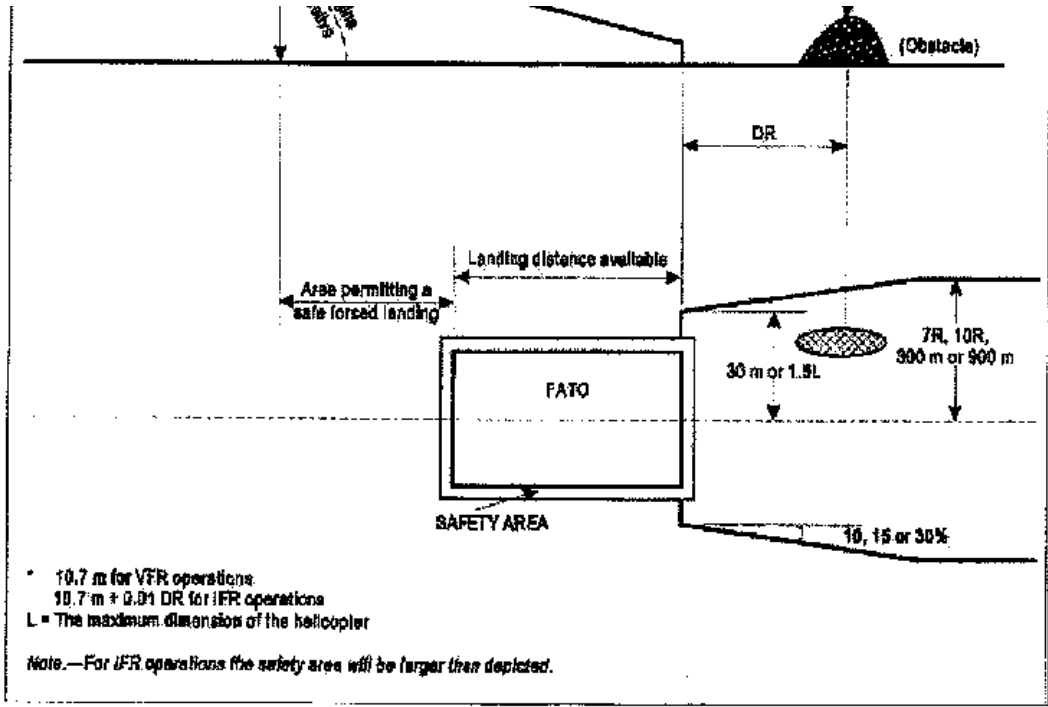 (Obstacle)
DR
Landing distance available
Area permitting a
safe forced landing
7R, 10R,
300 m or 900 m
30 m or 1.5L
FATO
SAFETY AREA
10, 15 or 30%
* 10.7 m for VFR operations
10.7 m + 0.01 DR for IFR operations
L = The maximum dimension of the helicopter
Note.—For IFR operations the safety area will be larger than depicted.